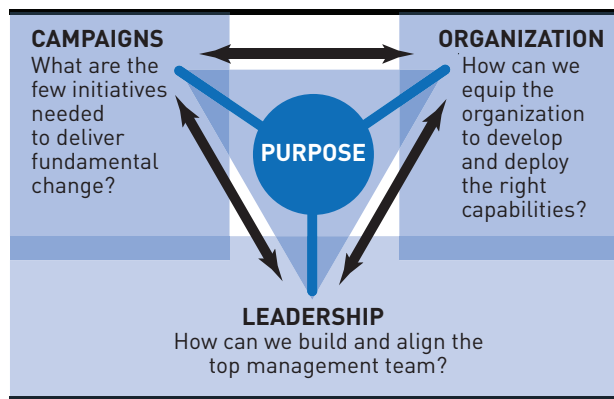 CAMPAIGNS
What are the
few initiatives
needed
to deliver
fundamental
change?
ORGANIZATION
How can we
equip the
organization
to develop
and deploy
the right
capabilities?
PURPOSE
LEADERSHIP
How can we build and align the
top management team?